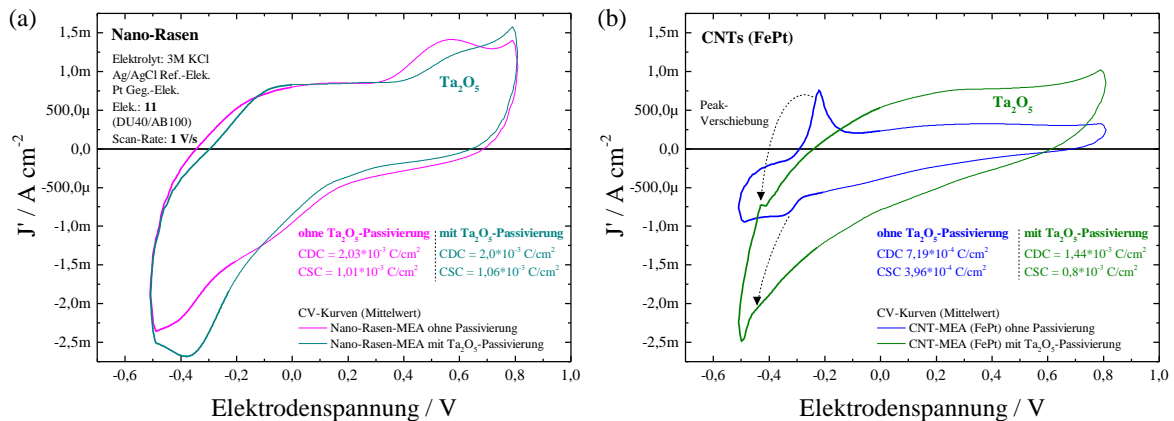 (a)
Nano-Rasen
Elektrolyt: 3M KCl
Ag/AgCl Ref.-Elek.
Pt Geg.-Elek.
Elek.: 11
(DU40/AB100)
Scan-Rate: 1 V/s
Ta₂O₅
1,5m
1,0m
500,0µ
0,0
-500,0µ
-1,0m
-1,5m
-2,0m
-2,5m
J' / A cm⁻²
ohne Ta₂O₅-Passivierung
CDC = 2,03*10⁻³ C/cm²
CSC = 1,01*10⁻³ C/cm²
mit Ta₂O₅-Passivierung
CDC = 2,0*10⁻³ C/cm²
CSC = 1,06*10⁻³ C/cm²
CV-Kurven (Mittelwert)
Nano-Rasen-MEA ohne Passivierung
Nano-Rasen-MEA mit Ta₂O₅-Passivierung
-0,6 -0,4 -0,2 0,0 0,2 0,4 0,6 0,8 1,0
Elektrodenspannung / V
(b)
CNTs (FePt)
Peak-
Verschiebung
Ta₂O₅
1,5m
1,0m
500,0µ
0,0
-500,0µ
-1,0m
-1,5m
-2,0m
-2,5m
J' / A cm⁻²
ohne Ta₂O₅-Passivierung
CDC 7,19*10⁻⁴ C/cm²
CSC 3,96*10⁻⁴ C/cm²
mit Ta₂O₅-Passivierung
CDC = 1,44*10⁻³ C/cm²
CSC = 0,8*10⁻³ C/cm²
CV-Kurven (Mittelwert)
CNT-MEA (FePt) ohne Passivierung
CNT-MEA (FePt) mit Ta₂O₅-Passivierung
-0,6 -0,4 -0,2 0,0 0,2 0,4 0,6 0,8 1,0
Elektrodenspannung / V